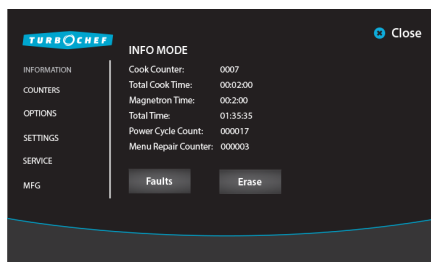 TURBOCHEF
Close
INFO MODE
INFORMATION
COUNTERS
OPTIONS
SETTINGS
SERVICE
MFG
Cook Counter: 0007
Total Cook Time: 00:02:00
Magnetron Time: 00:2:00
Total Time: 01:35:35
Power Cycle Count: 000017
Menu Repair Counter: 000003
Faults Erase